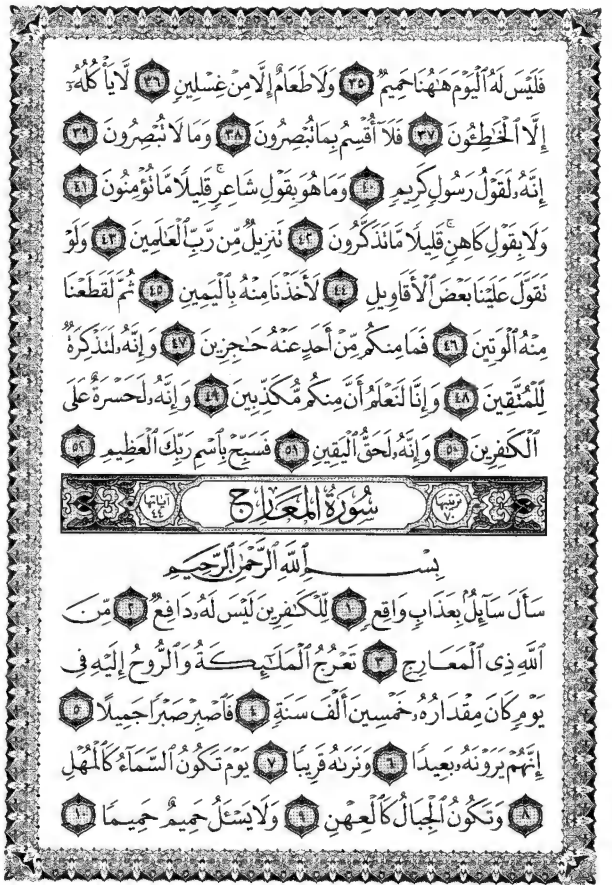 فَلَيْسَ لَهُ ٱلْيَوْمَ هَٰهُنَا حَمِيمٌ ٣٥ وَلَا طَعَامٌ إِلَّا مِنْ غِسْلِينٍ ٣٦ لَّا يَأْكُلُهُۥٓ
إِلَّا ٱلْخَٰطِـُٔونَ ٣٧ فَلَآ أُقْسِمُ بِمَا تُبْصِرُونَ ٣٨ وَمَا لَا تُبْصِرُونَ ٣٩
إِنَّهُۥ لَقَوْلُ رَسُولٍ كَرِيمٍ ٤٠ وَمَا هُوَ بِقَوْلِ شَاعِرٍ ۚ قَلِيلًا مَّا تُؤْمِنُونَ ٤١
وَلَا بِقَوْلِ كَاهِنٍ ۚ قَلِيلًا مَّا تَذَكَّرُونَ ٤٢ تَنزِيلٌ مِّن رَّبِّ ٱلْعَٰلَمِينَ ٤٣ وَلَوْ
تَقَوَّلَ عَلَيْنَا بَعْضَ ٱلْأَقَاوِيلِ ٤٤ لَأَخَذْنَا مِنْهُ بِٱلْيَمِينِ ٤٥ ثُمَّ لَقَطَعْنَا
مِنْهُ ٱلْوَتِينَ ٤٦ فَمَا مِنكُم مِّنْ أَحَدٍ عَنْهُ حَٰجِزِينَ ٤٧ وَإِنَّهُۥ لَتَذْكِرَةٌ
لِّلْمُتَّقِينَ ٤٨ وَإِنَّا لَنَعْلَمُ أَنَّ مِنكُم مُّكَذِّبِينَ ٤٩ وَإِنَّهُۥ لَحَسْرَةٌ عَلَى
ٱلْكَٰفِرِينَ ٥٠ وَإِنَّهُۥ لَحَقُّ ٱلْيَقِينِ ٥١ فَسَبِّحْ بِٱسْمِ رَبِّكَ ٱلْعَظِيمِ ٥٢
ترتيبها ٧٠ سُورَةُ المَعَارِجِ آياتها ٤٤
بِسْمِ ٱللَّهِ ٱلرَّحْمَٰنِ ٱلرَّحِيمِ
سَأَلَ سَآئِلٌۢ بِعَذَابٍ وَاقِعٍ ١ لِّلْكَٰفِرِينَ لَيْسَ لَهُۥ دَافِعٌ ٢ مِّنَ
ٱللَّهِ ذِى ٱلْمَعَارِجِ ٣ تَعْرُجُ ٱلْمَلَٰٓئِكَةُ وَٱلرُّوحُ إِلَيْهِ فِى
يَوْمٍ كَانَ مِقْدَارُهُۥ خَمْسِينَ أَلْفَ سَنَةٍ ٤ فَٱصْبِرْ صَبْرًا جَمِيلًا ٥
إِنَّهُمْ يَرَوْنَهُۥ بَعِيدًا ٦ وَنَرَىٰهُ قَرِيبًا ٧ يَوْمَ تَكُونُ ٱلسَّمَآءُ كَٱلْمُهْلِ
٨ وَتَكُونُ ٱلْجِبَالُ كَٱلْعِهْنِ ٩ وَلَا يَسْـَٔلُ حَمِيمٌ حَمِيمًا ١٠